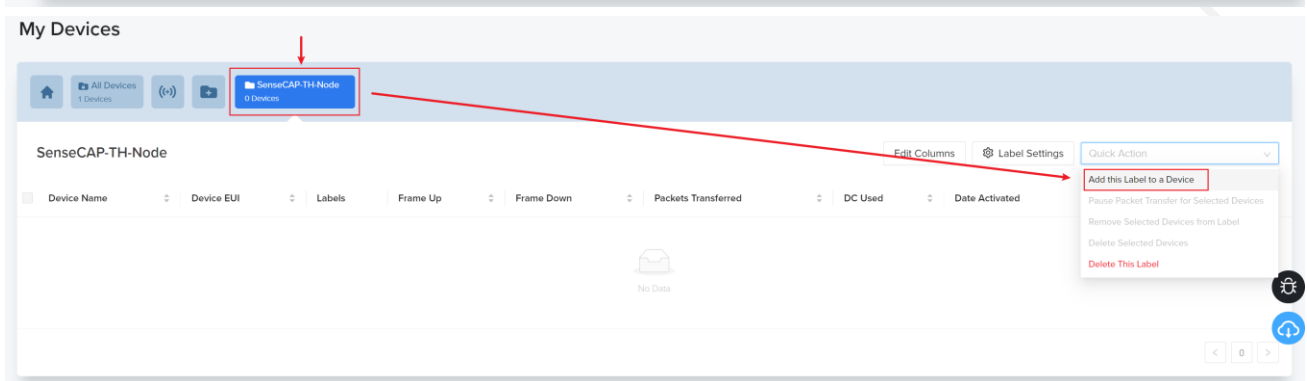 My Devices
All Devices
1 Devices
SenseCAP-TH-Node
0 Devices
SenseCAP-TH-Node
Edit Columns
Label Settings
Quick Action
Device Name
Device EUI
Labels
Frame Up
Frame Down
Packets Transferred
DC Used
Date Activated
Add this Label to a Device
Pause Packet Transfer for Selected Devices
Remove Selected Devices from Label
Delete Selected Devices
Delete This Label
No Data
< 0 >